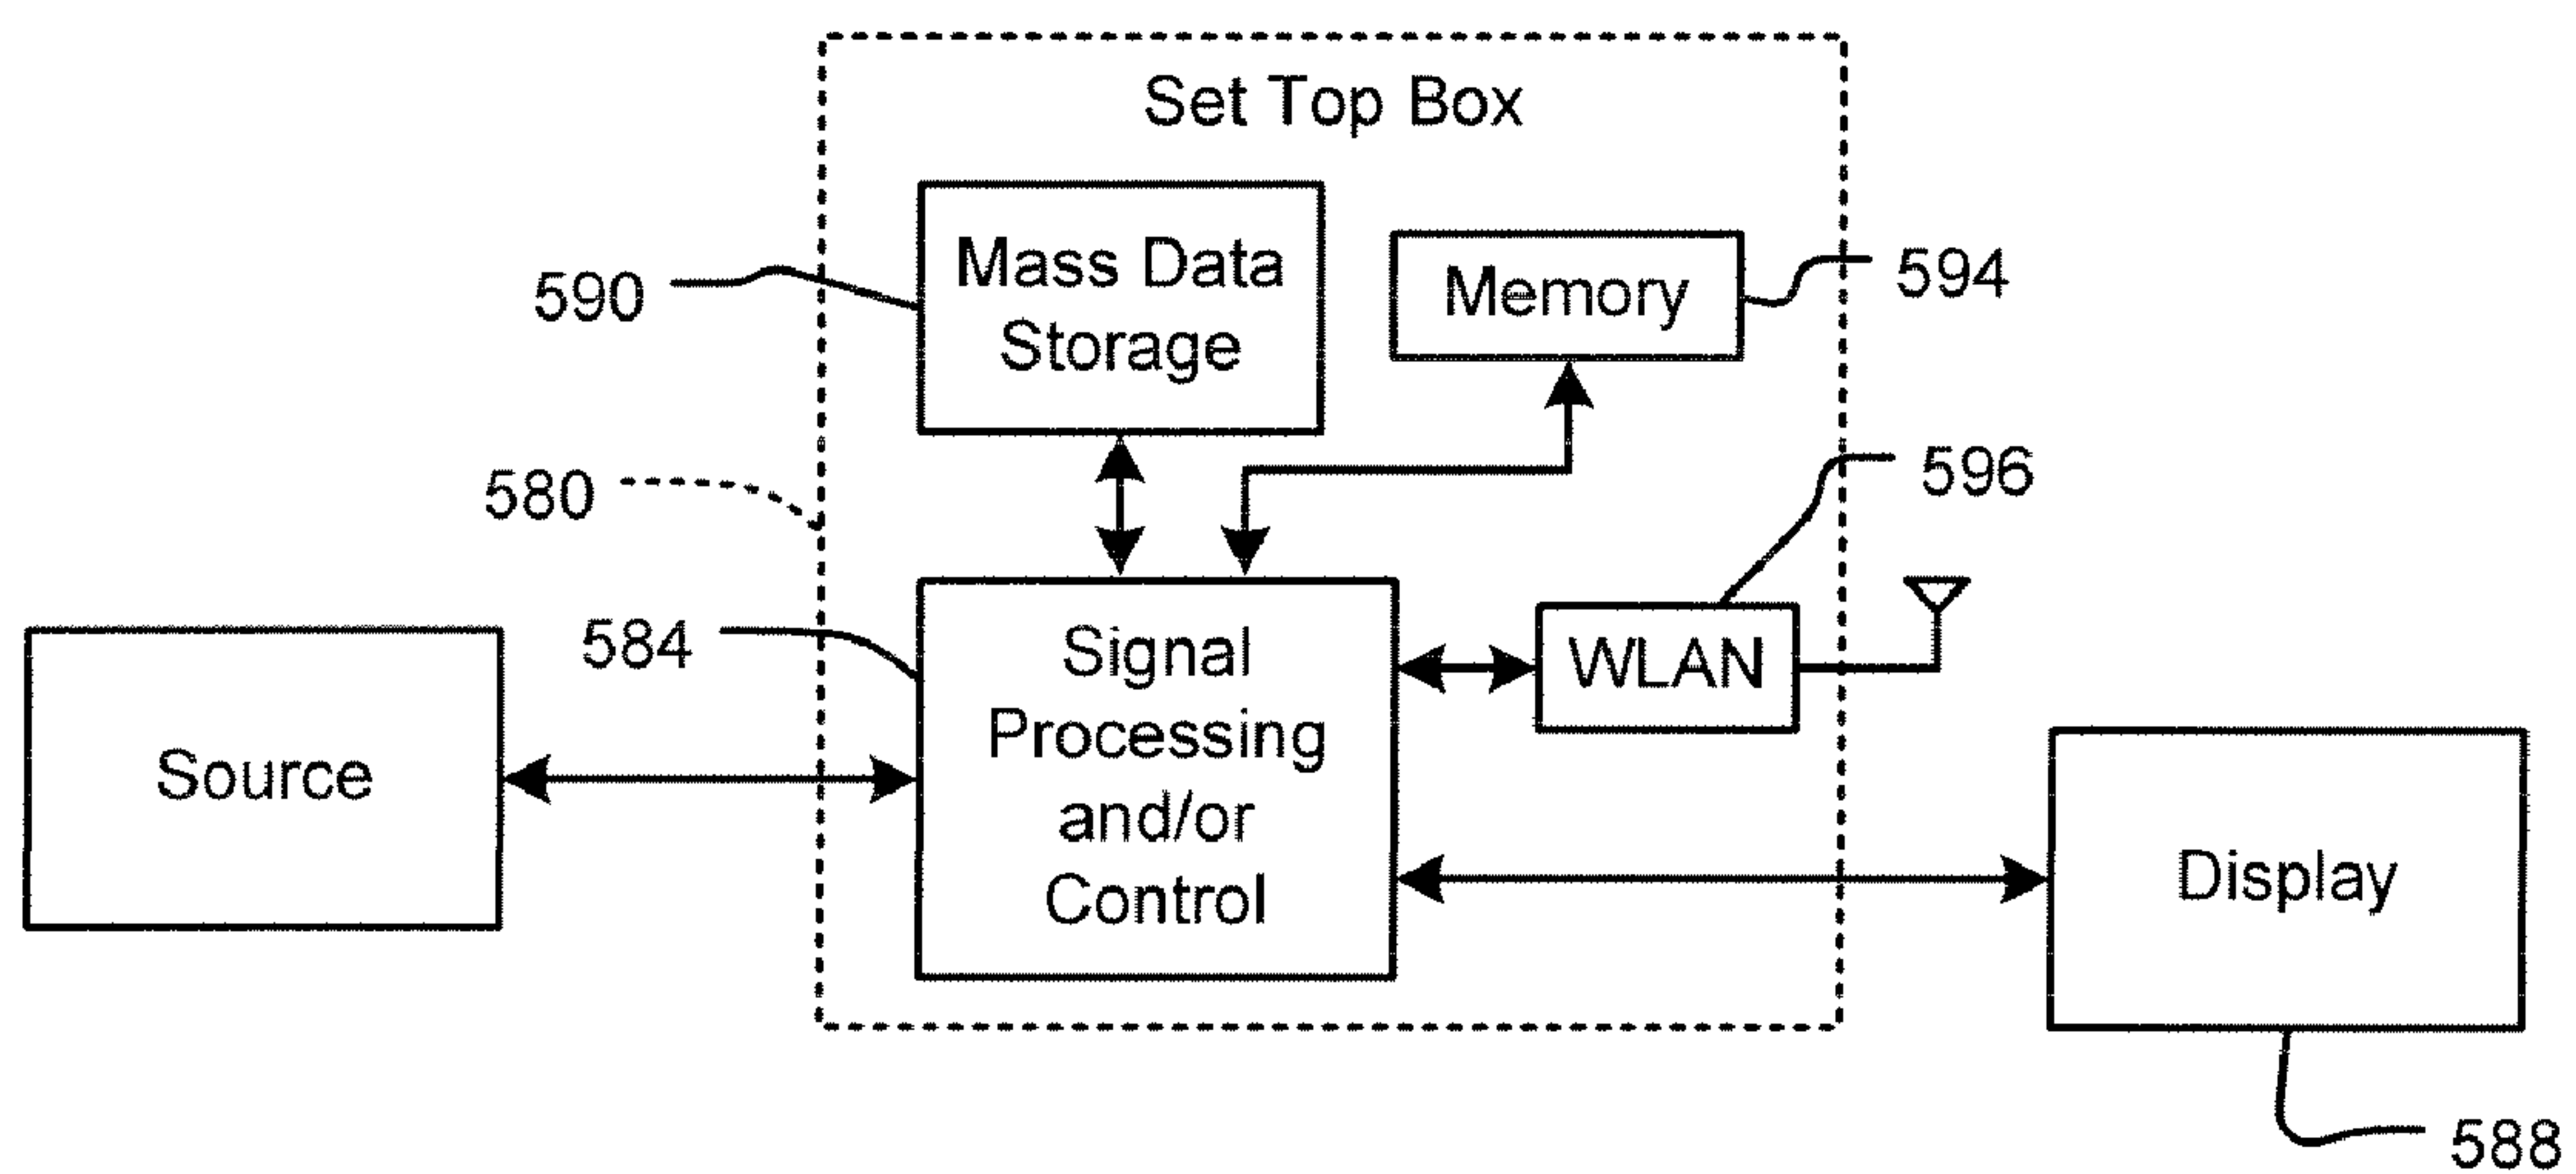 Set Top Box
590
Mass Data
Storage
Memory
594
580
596
584
Signal
Processing
and/or
Control
WLAN
Source
Display
588